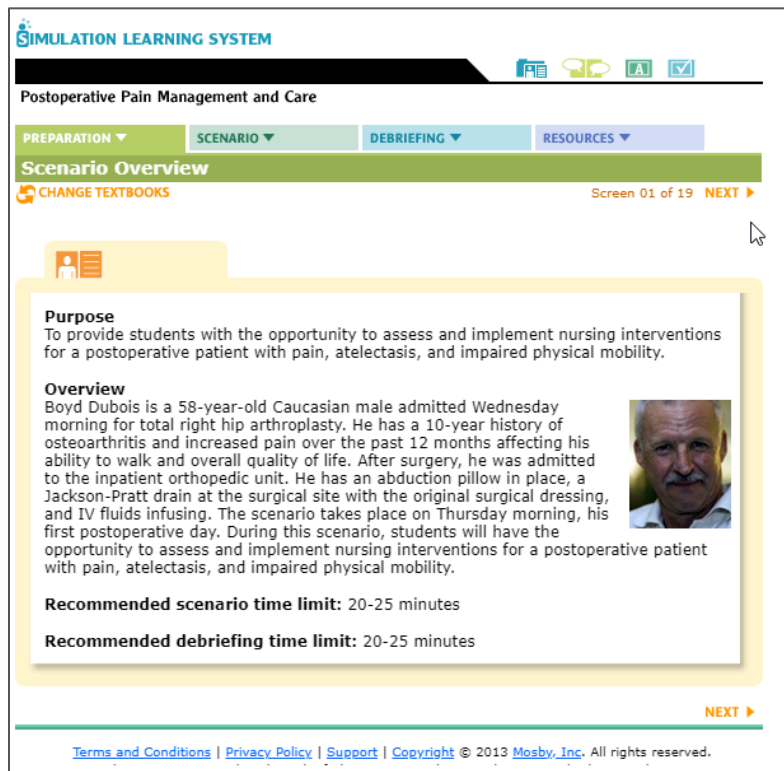 SIMULATION LEARNING SYSTEM
A
Postoperative Pain Management and Care
PREPARATION ▼ SCENARIO ▼ DEBRIEFING ▼ RESOURCES ▼
Scenario Overview
CHANGE TEXTBOOKS Screen 01 of 19 NEXT
Purpose
To provide students with the opportunity to assess and implement nursing interventions
for a postoperative patient with pain, atelectasis, and impaired physical mobility.
Overview
Boyd Dubois is a 58-year-old Caucasian male admitted Wednesday
morning for total right hip arthroplasty. He has a 10-year history of
osteoarthritis and increased pain over the past 12 months affecting his
ability to walk and overall quality of life. After surgery, he was admitted
to the inpatient orthopedic unit. He has an abduction pillow in place, a
Jackson-Pratt drain at the surgical site with the original surgical dressing,
and IV fluids infusing. The scenario takes place on Thursday morning, his
first postoperative day. During this scenario, students will have the
opportunity to assess and implement nursing interventions for a postoperative patient
with pain, atelectasis, and impaired physical mobility.
Recommended scenario time limit: 20-25 minutes
Recommended debriefing time limit: 20-25 minutes
NEXT
Terms and Conditions | Privacy Policy | Support | Copyright © 2013 Mosby, Inc. All rights reserved.